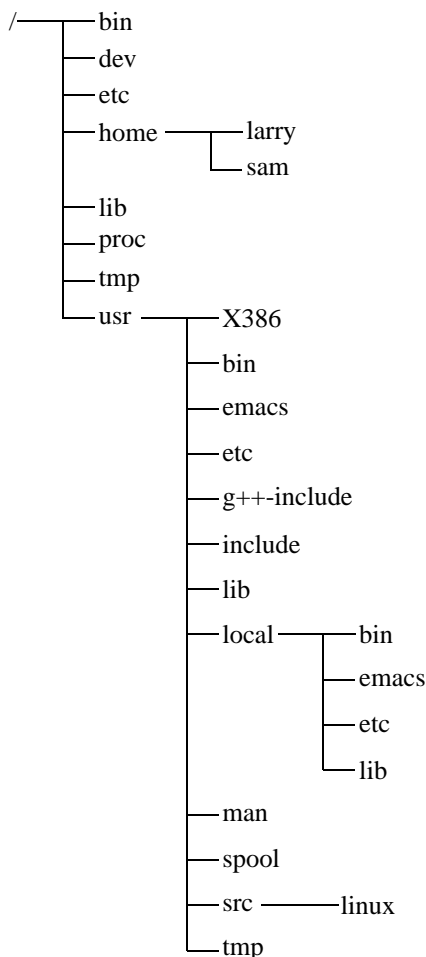 / bin
dev
etc
home larry
sam
lib
proc
tmp
usr X386
bin
emacs
etc
g++-include
include
lib
local bin
emacs
etc
lib
man
spool
src linux
tmp